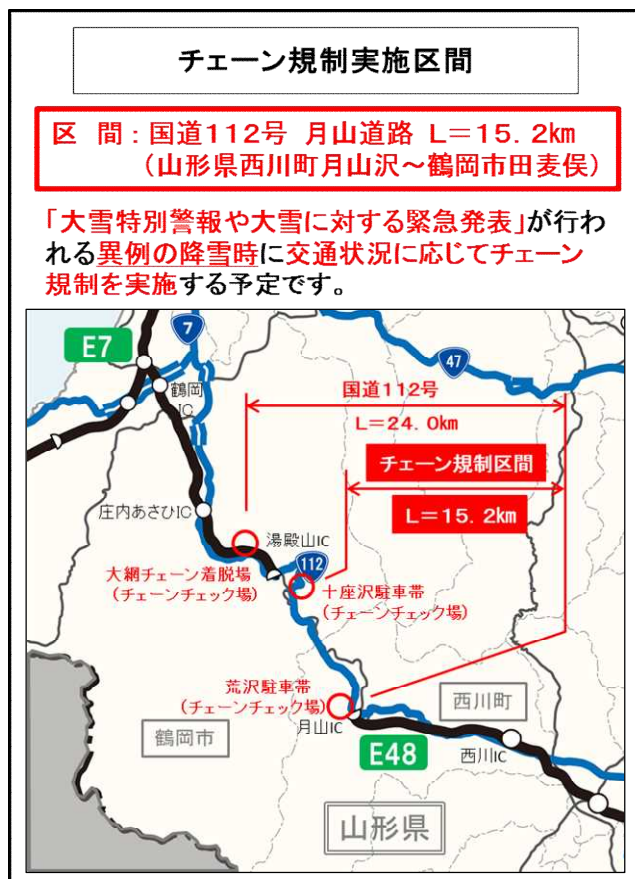 チェーン規制実施区間
区 間：国道112号 月山道路 L＝15．2km
（山形県西川町月山沢～鶴岡市田麦俣）
「大雪特別警報や大雪に対する緊急発表」が行わ
れる異例の降雪時に交通状況に応じてチェーン
規制を実施する予定です。
E7
7
47
鶴岡
IC
国道112号
L＝24．0km
チェーン規制区間
L＝15．2km
庄内あさひIC
湯殿山IC
112
大網チェーン着脱場
（チェーンチェック場）
十座沢駐車帯
（チェーンチェック場）
荒沢駐車帯
（チェーンチェック場）
月山IC
西川町
鶴岡市
E48
西川IC
山形県